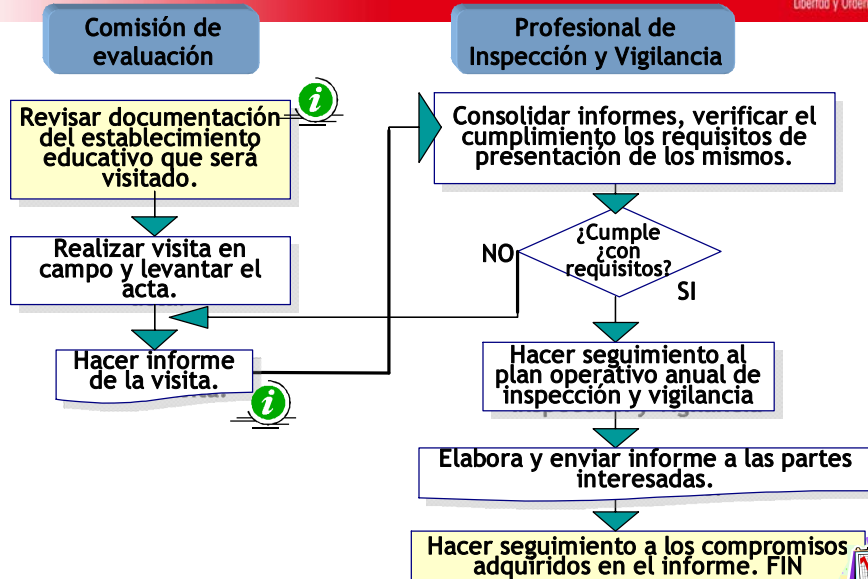 Libertad y Orden
Comisión de
evaluación
Profesional de
Inspección y Vigilancia
Revisar documentación
del establecimiento
educativo que será
visitado.
Realizar visita en
campo y levantar el
acta.
Hacer informe
de la visita.
Consolidar informes, verificar el
cumplimiento los requisitos de
presentación de los mismos.
¿Cumple
¿con
requisitos?
NO
SI
Hacer seguimiento al
plan operativo anual de
inspección y vigilancia
Elabora y enviar informe a las partes
interesadas.
Hacer seguimiento a los compromisos
adquiridos en el informe. FIN